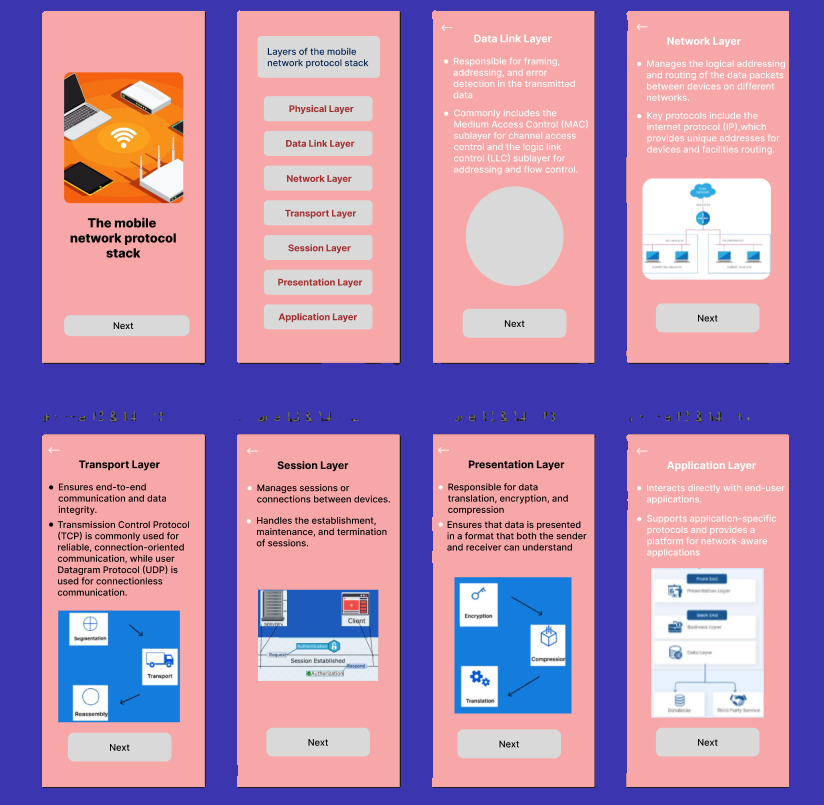 The mobile
network protocol
stack
Next
Layers of the mobile
network protocol stack
Physical Layer
Data Link Layer
Network Layer
Transport Layer
Session Layer
Presentation Layer
Application Layer
Data Link Layer
Responsible for framing,
addressing, and error
detection in the transmitted
data
Commonly includes the
Medium Access Control (MAC)
sublayer for channel access
control and the logic link
control (LLC) sublayer for
addressing and flow control.
Next
Network Layer
Manages the logical addressing
and routing of the data packets
between devices on different
networks.
Key protocols include the
internet protocol (IP),which
provides unique addresses for
devices and facilities routing.
Next
Transport Layer
Ensures end-to-end
communication and data
integrity.
Transmission Control Protocol
(TCP) is commonly used for
reliable, connection-oriented
communication, while user
Datagram Protocol (UDP) is
used for connectionless
communication.
Segmentation
Transport
Reassembly
Next
Session Layer
Manages sessions or
connections between devices.
Handles the establishment,
maintenance, and termination
of sessions.
Client
Authentication
Request
Session Established
Respond
Authorization
Next
Presentation Layer
Responsible for data
translation, encryption, and
compression
Ensures that data is presented
in a format that both the sender
and receiver can understand
Encryption
Compression
Translation
Next
Application Layer
Interacts directly with end-user
applications.
Supports application-specific
protocols and provides a
platform for network-aware
applications
Front End
Presentation Layer
Back End
Business Layer
Data Layer
Database
Third Party Service
Next